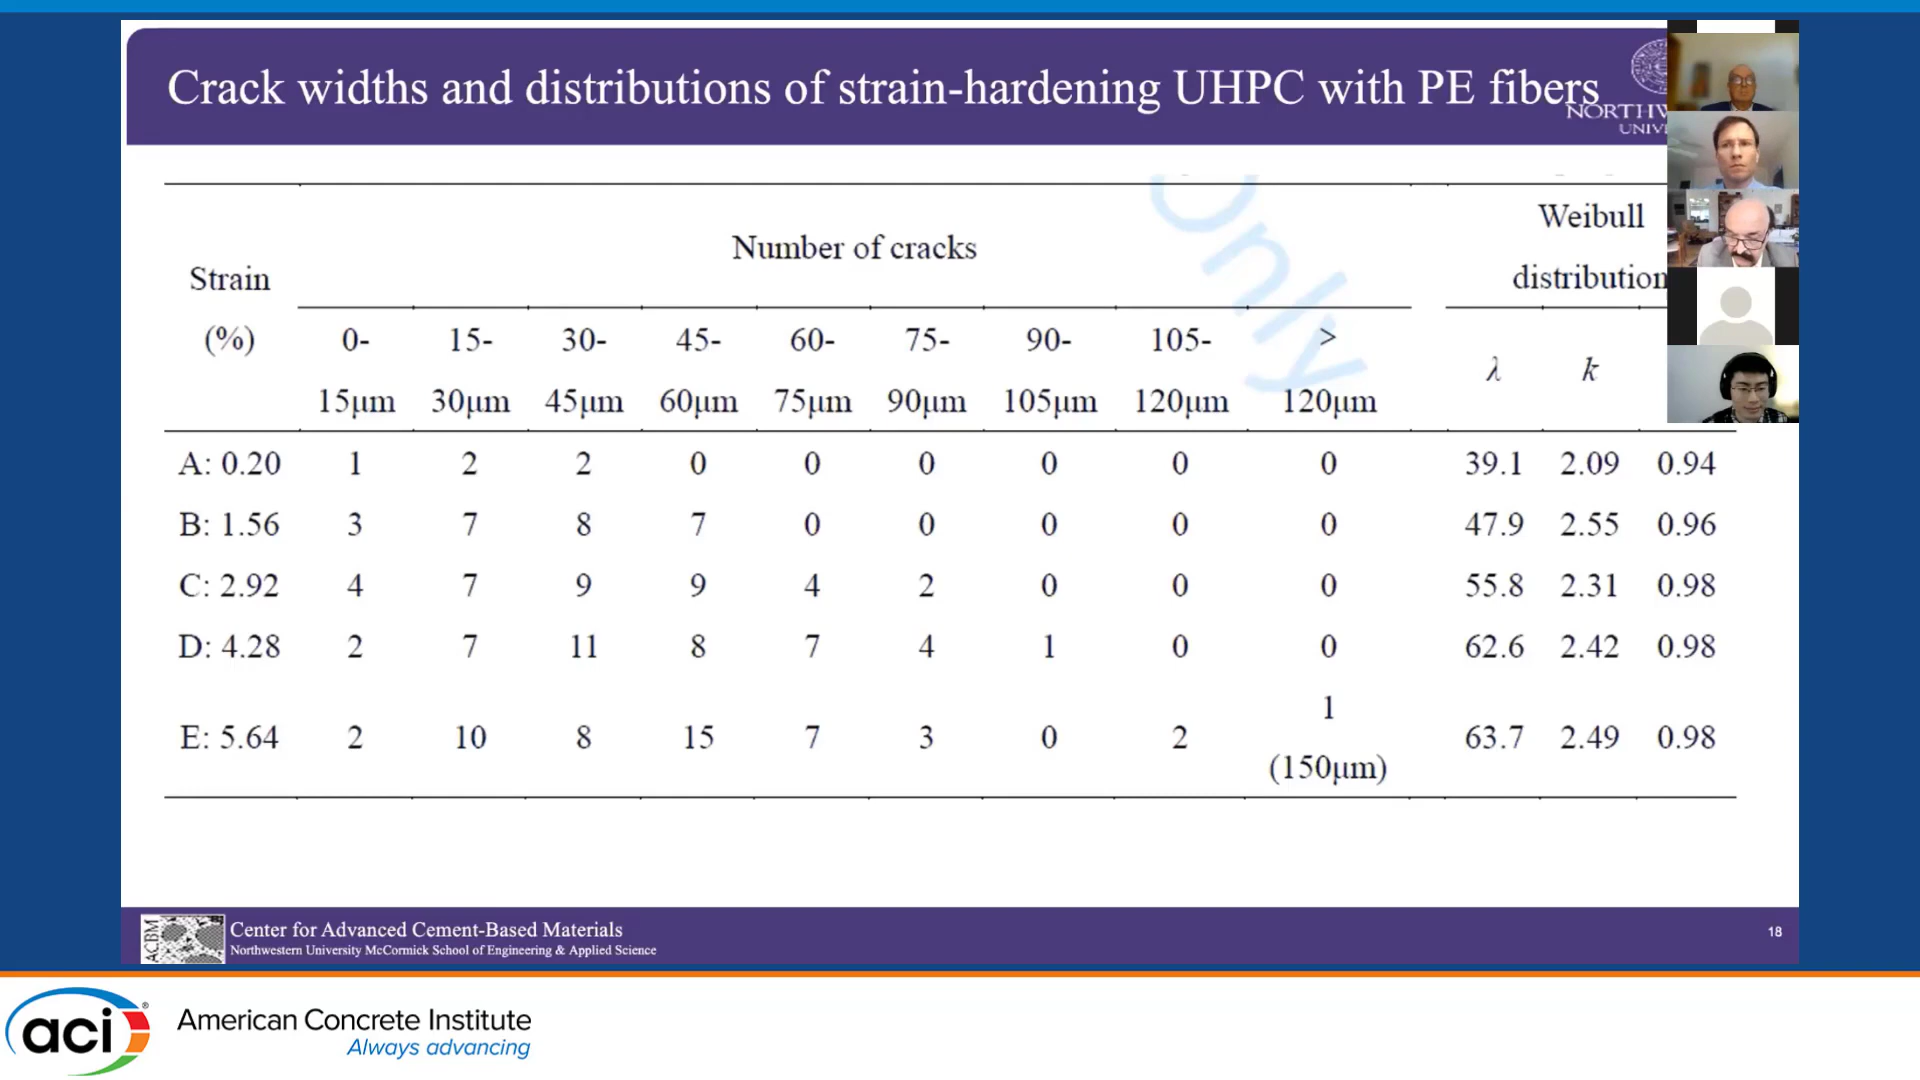 Crack widths and distributions of strain-hardening UHPC with PE fibers
Only
Strain
(%)
Number of cracks
Weibull
distribution
0-
15μm
15-
30μm
30-
45μm
45-
60μm
60-
75μm
75-
90μm
90-
105μm
105-
120μm
>
120μm
λ
k
A: 0.20 1 2 2 0 0 0 0 0 0 39.1 2.09 0.94
B: 1.56 3 7 8 7 0 0 0 0 0 47.9 2.55 0.96
C: 2.92 4 7 9 9 4 2 0 0 0 55.8 2.31 0.98
D: 4.28 2 7 11 8 7 4 1 0 0 62.6 2.42 0.98
E: 5.64 2 10 8 15 7 3 0 2 1 (150μm) 63.7 2.49 0.98
ACBM
Center for Advanced Cement-Based Materials
Northwestern University McCormick School of Engineering & Applied Science
18
aci®
American Concrete Institute
Always advancing